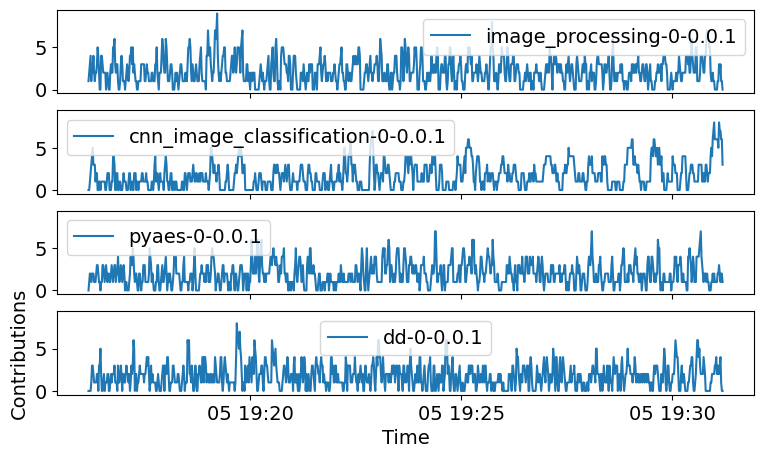 5
0
image_processing-0-0.0.1
5
0
cnn_image_classification-0-0.0.1
5
0
pyaes-0-0.0.1
5
0
dd-0-0.0.1
Contributions
05 19:20 05 19:25 05 19:30
Time